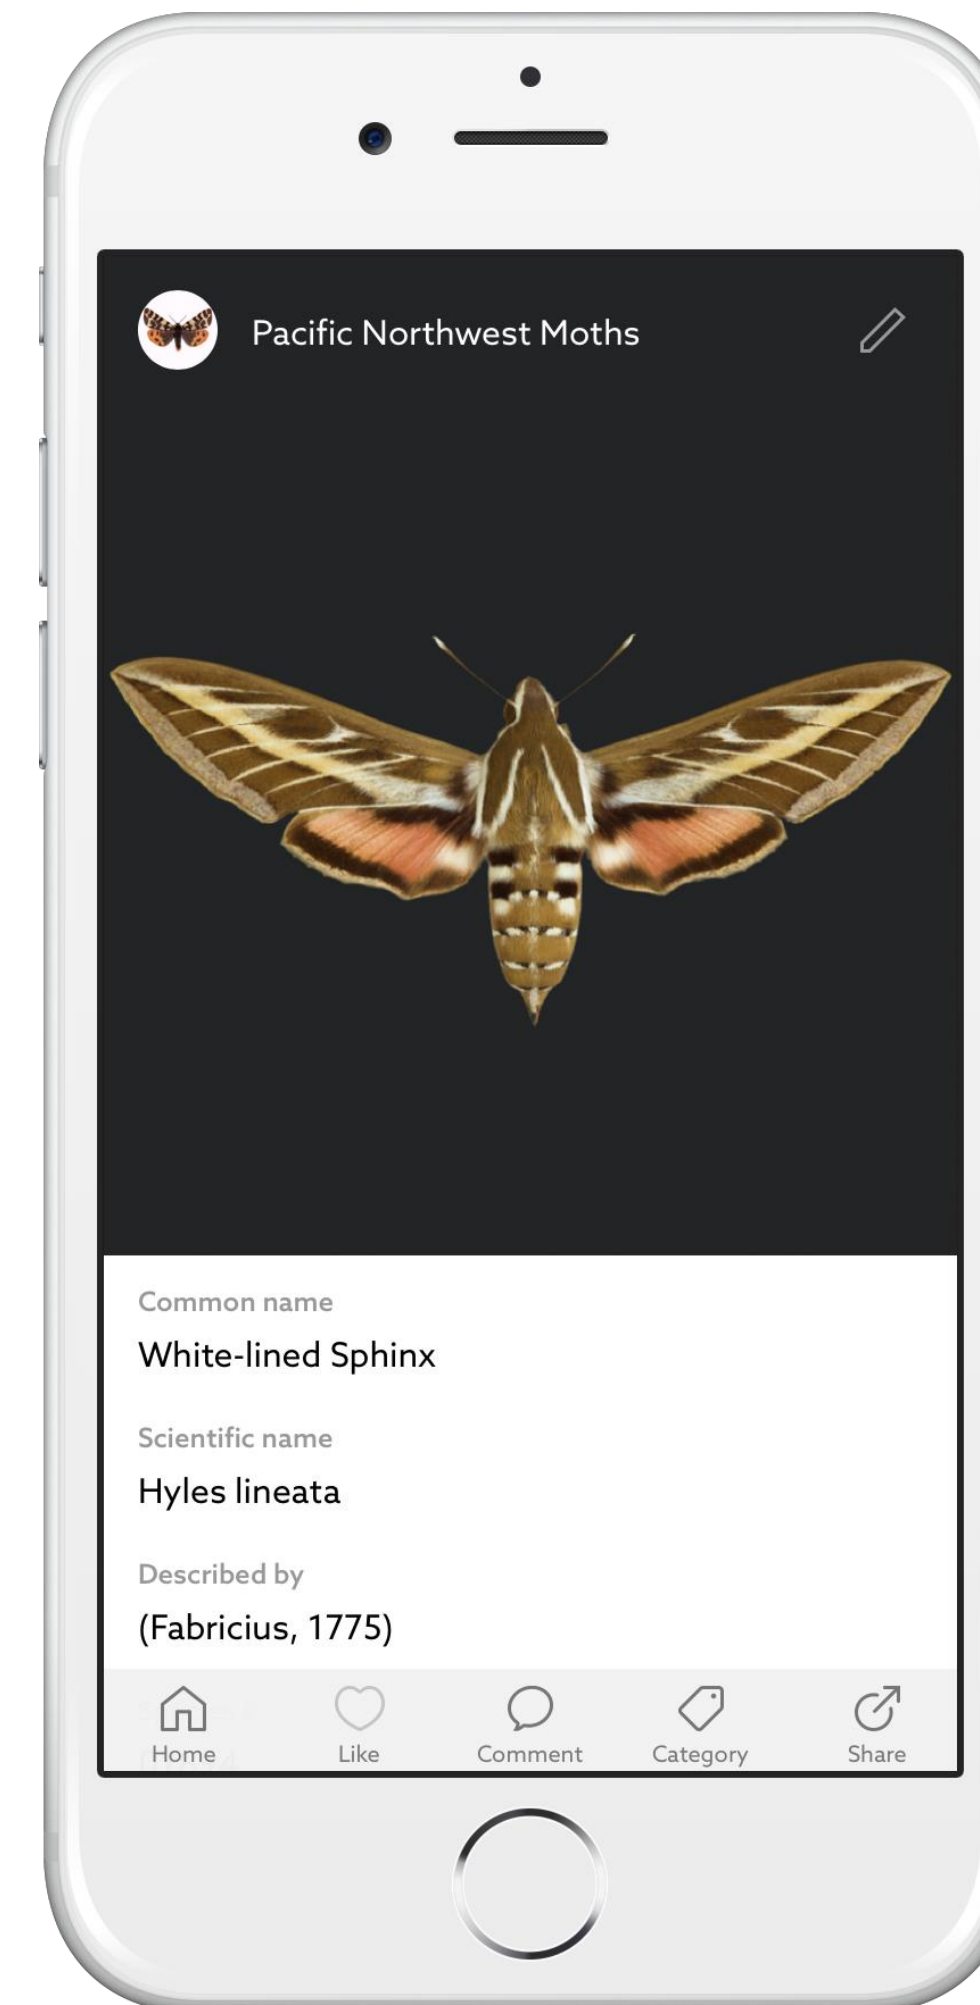 Pacific Northwest Moths
Common name
White-lined Sphinx
Scientific name
Hyles lineata
Described by
(Fabricius, 1775)
Home Like Comment Category Share